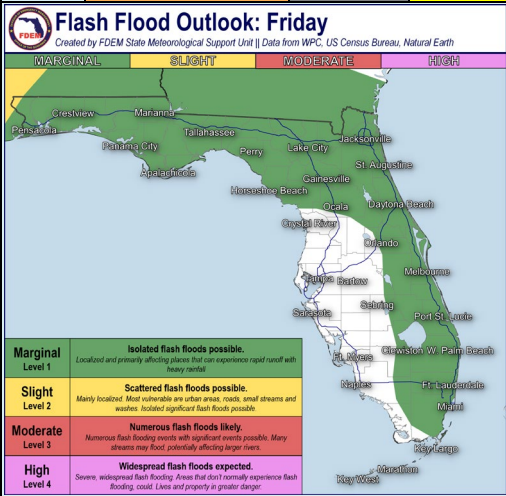 FDEM
Flash Flood Outlook: Friday
Created by FDEM State Meteorological Support Unit || Data from WPC, US Census Bureau, Natural Earth
MARGINAL SLIGHT MODERATE HIGH
Crestview
Marianna
Pensacola
Tallahassee
Jacksonville
Panama City
Perry
Lake City
St. Augustine
Apalachicola
Gainesville
Horseshoe Beach
Ocala
Daytona Beach
Crystal River
Orlando
Tampa
Bartow
Melbourne
Sebring
Sarasota
Port St. Lucie
Clewiston
W. Palm Beach
Ft. Myers
Naples
Ft. Lauderdale
Miami
Key Largo
Marathon
Key West
Marginal
Level 1
Isolated flash floods possible.
Localized and primarily affecting places that can experience rapid runoff with
heavy rainfall
Slight
Level 2
Scattered flash floods possible.
Mainly localized. Most vulnerable are urban areas, roads, small streams and
washes. Isolated significant flash floods possible.
Moderate
Level 3
Numerous flash floods likely.
Numerous flash flooding events with significant events possible. Many
streams may flood, potentially affecting larger rivers.
High
Level 4
Widespread flash floods expected.
Severe, widespread flash flooding. Areas that don't normally experience flash
flooding, could. Lives and property in greater danger.